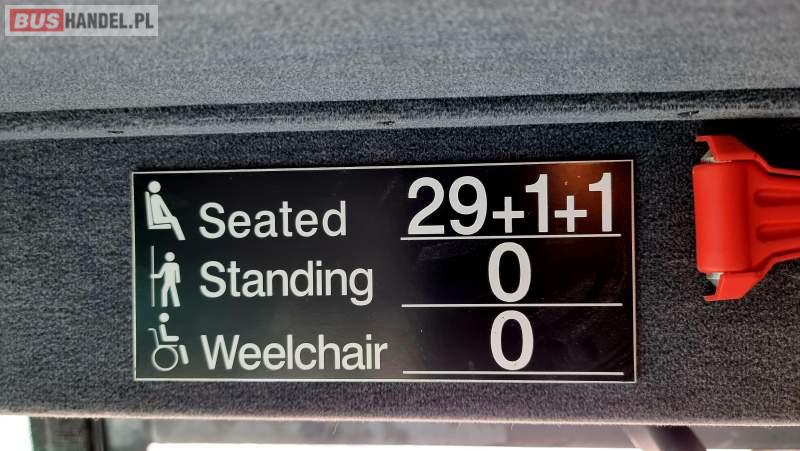 BUSHANDEL.PL
Seated 29+1+1
Standing 0
Weelchair 0